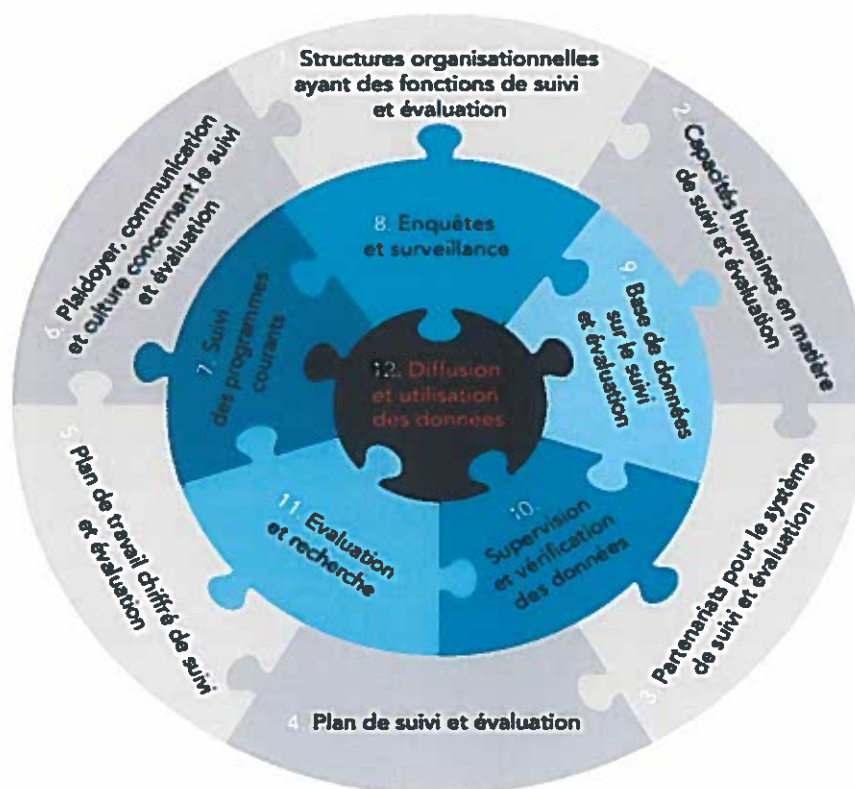 1. Structures organisationnelles
ayant des fonctions de suivi
et évaluation
2. Capacités humaines en matière
de suivi et évaluation
3. Partenariats pour le système
de suivi et évaluation
4. Plan de suivi et évaluation
5. Plan de travail chiffré de suivi
et évaluation
6. Plaidoyer, communication
et culture concernant le suivi
et évaluation
7. Suivi
des programmes
courants
8. Enquêtes
et surveillance
9. Base de données
sur le suivi
et évaluation
10.
Supervision
et vérification
des données
11. Evaluation
et recherche
12. Diffusion
et utilisation
des données